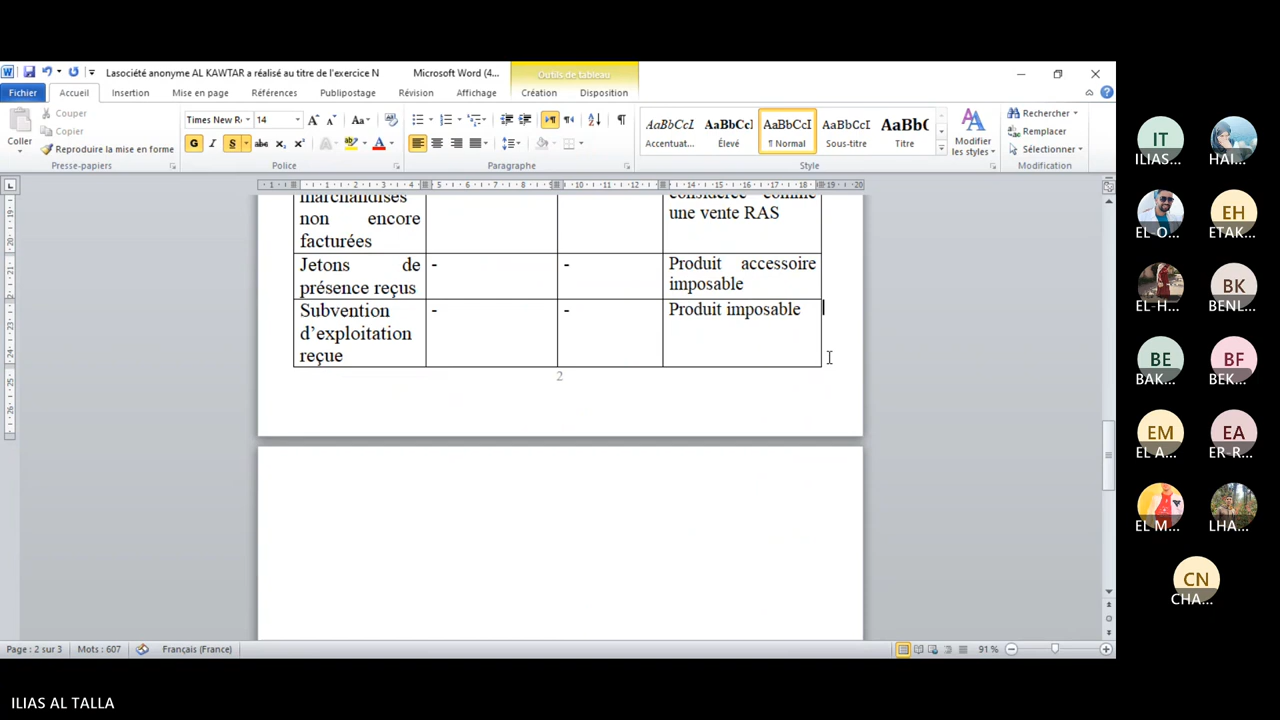 Lasociété anonyme AL KAWTAR a réalisé au titre de l'exercice N
Microsoft Word (4...
Outils de tableau
Fichier
Accueil
Insertion
Mise en page
Références
Publipostage
Révision
Affichage
Création
Disposition
Coller
Couper
Copier
Reproduire la mise en forme
Presse-papiers
Times New R
14
G
I
S
abc
Police
Paragraphe
AaBbCcL
Accentuat...
AaBbCcI
Élevé
AaBbCcI
¶ Normal
AaBbCcI
Sous-titre
AaBbC
Titre
Modifier
les styles
Style
Rechercher
Remplacer
Sélectionner
Modification
marchandises
non encore
facturées
considérée comme
une vente RAS
Jetons de
présence reçus
-
-
Produit accessoire
imposable
Subvention
d’exploitation
reçue
-
-
Produit imposable
2
Page : 2 sur 3
Mots : 607
Français (France)
91 %
IT
ILIAS...
HAI...
EL-O...
EH
ETAK...
EL-H...
BK
BENL...
BE
BAK...
BF
BEK...
EM
EL A...
EA
ER-R...
EL M...
LHA...
CN
CHA...
ILIAS AL TALLA